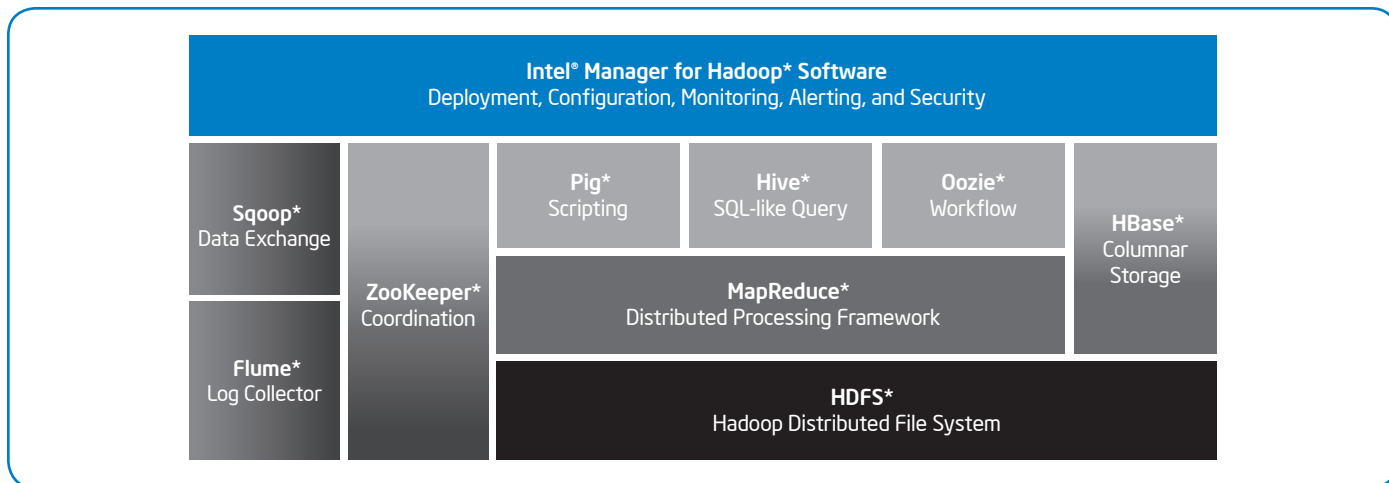 Intel® Manager for Hadoop* Software
Deployment, Configuration, Monitoring, Alerting, and Security
Sqoop*
Data Exchange
Flume*
Log Collector
ZooKeeper*
Coordination
Pig*
Scripting
Hive*
SQL-like Query
Oozie*
Workflow
HBase*
Columnar
Storage
MapReduce*
Distributed Processing Framework
HDFS*
Hadoop Distributed File System